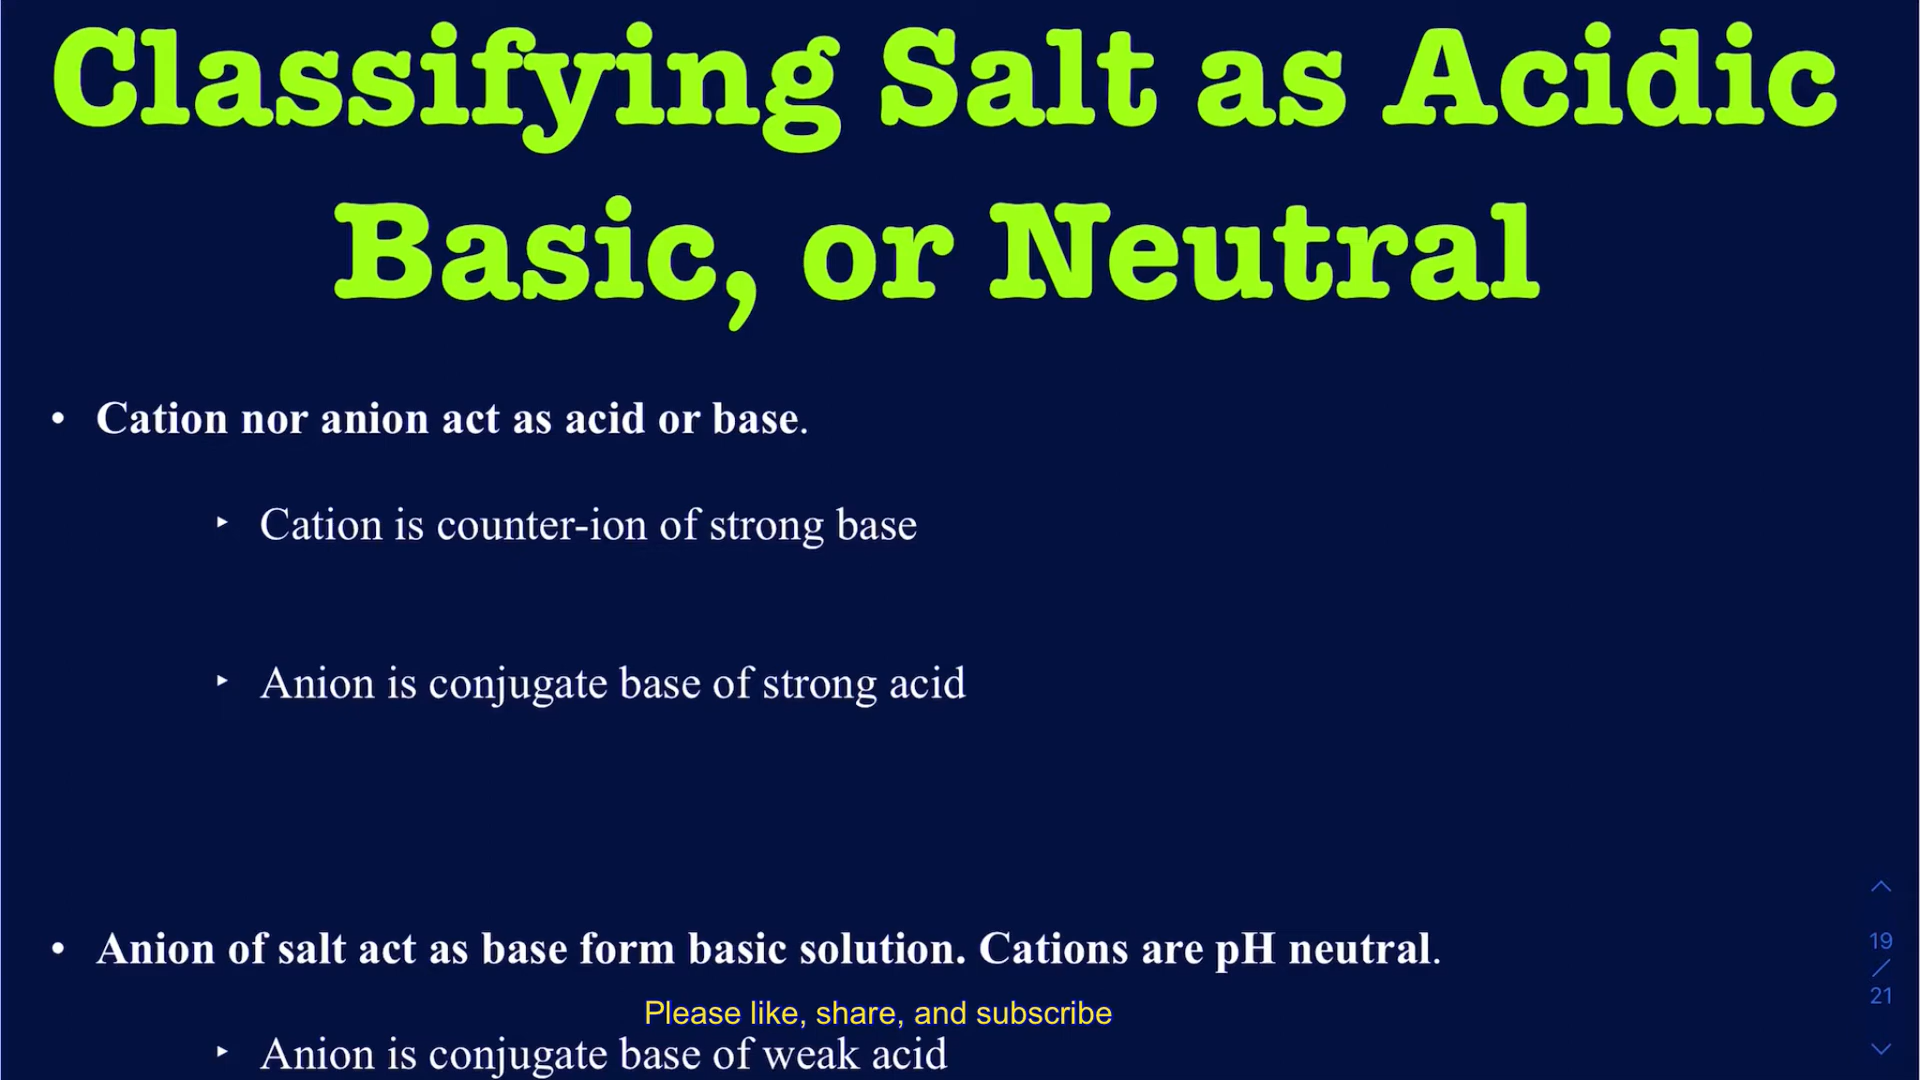 Classifying Salt as Acidic
Basic, or Neutral
• Cation nor anion act as acid or base.
‣ Cation is counter-ion of strong base
‣ Anion is conjugate base of strong acid
• Anion of salt act as base form basic solution. Cations are pH neutral.
Please like, share, and subscribe
‣ Anion is conjugate base of weak acid
19
/
21